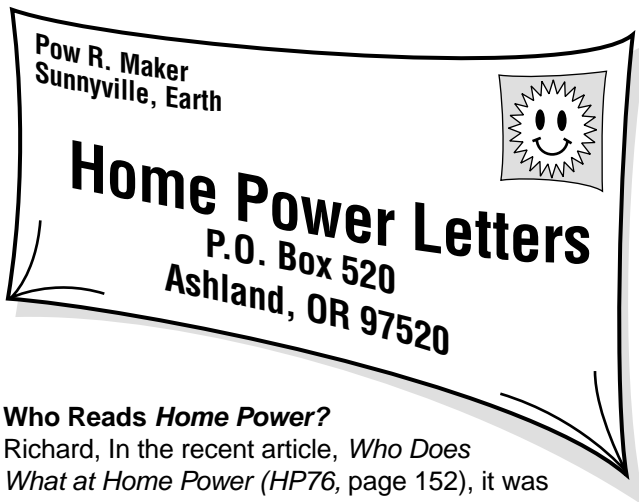 Pow R. Maker
Sunnyville, Earth
Home Power Letters
P.O. Box 520
Ashland, OR 97520
Who Reads Home Power?
Richard, In the recent article, Who Does
What at Home Power (HP76, page 152), it was